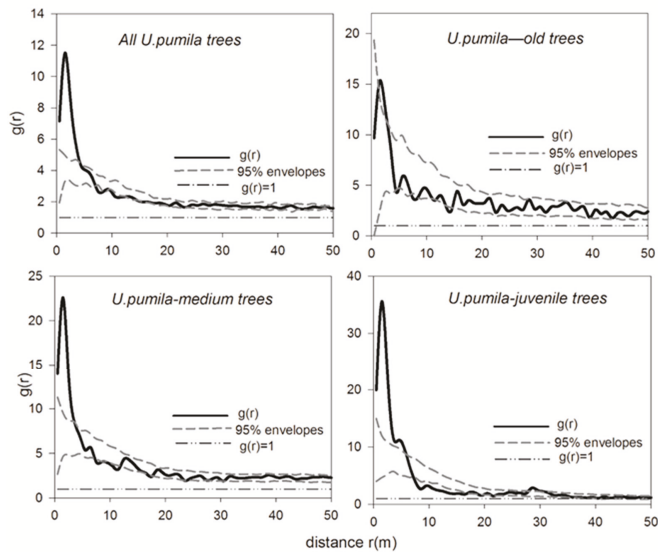 All U.pumila trees
14
12
10
8
6
4
2
0
g(r)
g(r)
95% envelopes
g(r)=1
0 10 20 30 40 50
U.pumila—old trees
20
15
10
5
0
g(r)
95% envelopes
g(r)=1
0 10 20 30 40 50
U.pumila-medium trees
25
20
15
10
5
0
g(r)
g(r)
95% envelopes
g(r)=1
0 10 20 30 40 50
U.pumila-juvenile trees
40
30
20
10
0
g(r)
95% envelopes
g(r)=1
0 10 20 30 40 50
distance r(m)